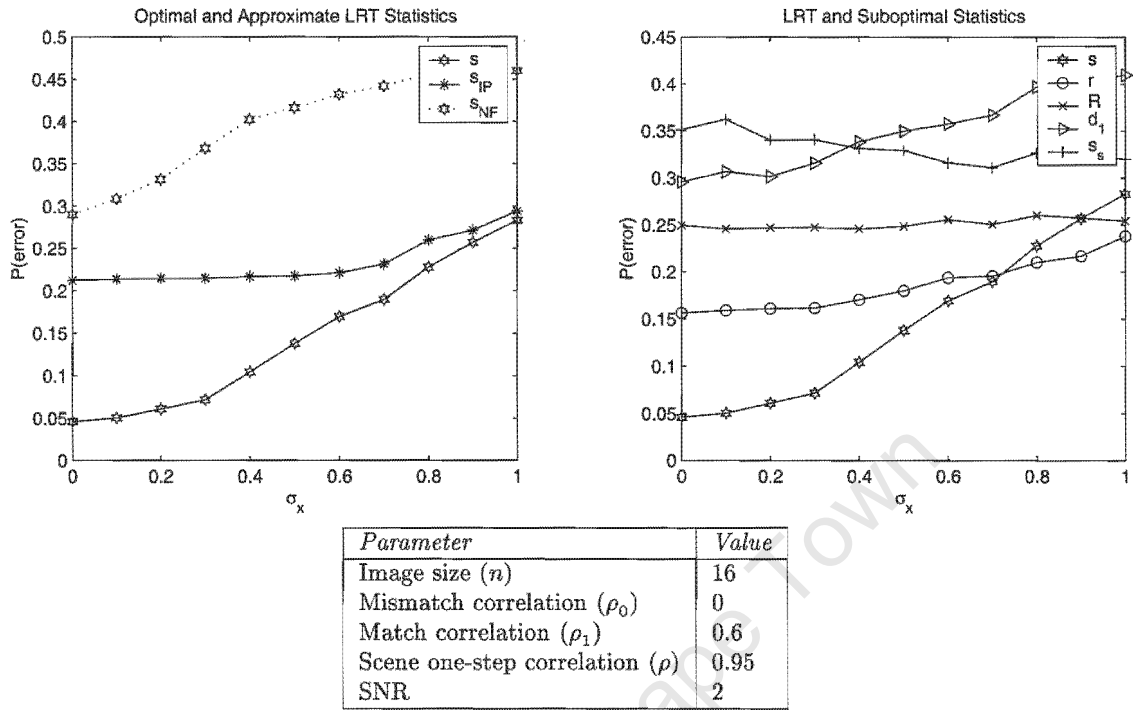 Optimal and Approximate LRT Statistics
0.5
0.45
0.4
0.35
0.3
0.25
0.2
0.15
0.1
0.05
0
P(error)
s
s_IP
s_NF
0 0.2 0.4 0.6 0.8 1
σ_x
LRT and Suboptimal Statistics
0.45
0.4
0.35
0.3
0.25
0.2
0.15
0.1
0.05
0
P(error)
s
r
R
d_1
s_s
0 0.2 0.4 0.6 0.8 1
σ_x
Parameter Value
Image size (n) 16
Mismatch correlation (ρ₀) 0
Match correlation (ρ₁) 0.6
Scene one-step correlation (ρ) 0.95
SNR 2
ape Town